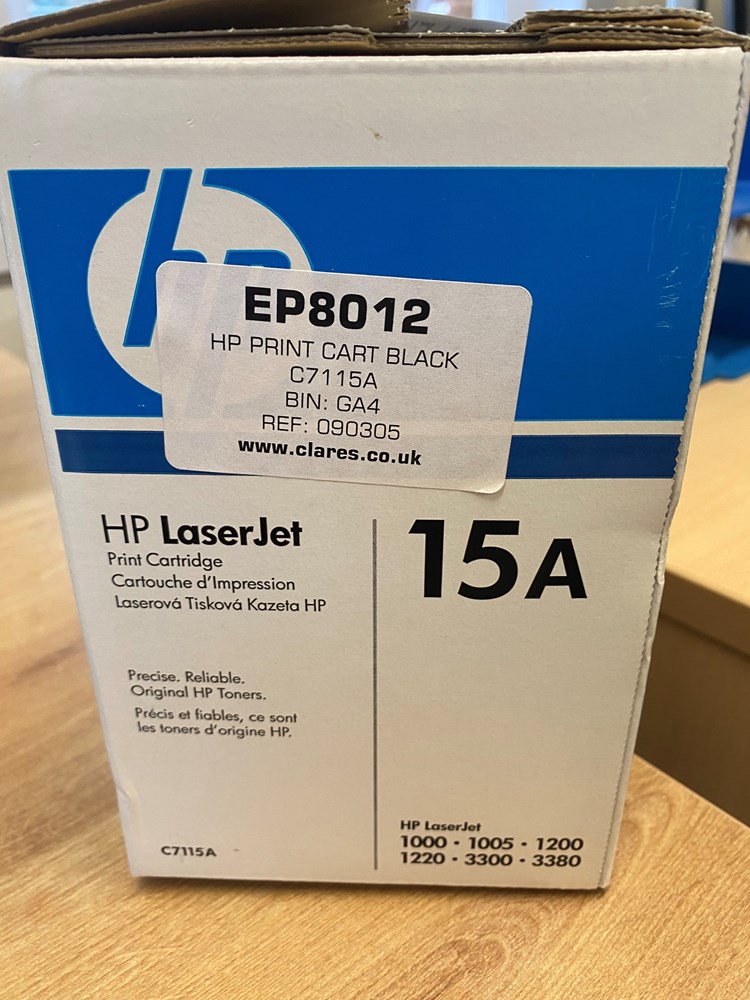 hp
EP8012
HP PRINT CART BLACK
C7115A
BIN: GA4
REF: 090305
www.clares.co.uk
HP LaserJet
Print Cartridge
Cartouche d'Impression
Laserová Tisková Kazeta HP
Precise. Reliable.
Original HP Toners.
Précis et fiables, ce sont
les toners d'origine HP.
C7115A
15A
HP LaserJet
1000 · 1005 · 1200
1220 · 3300 · 3380